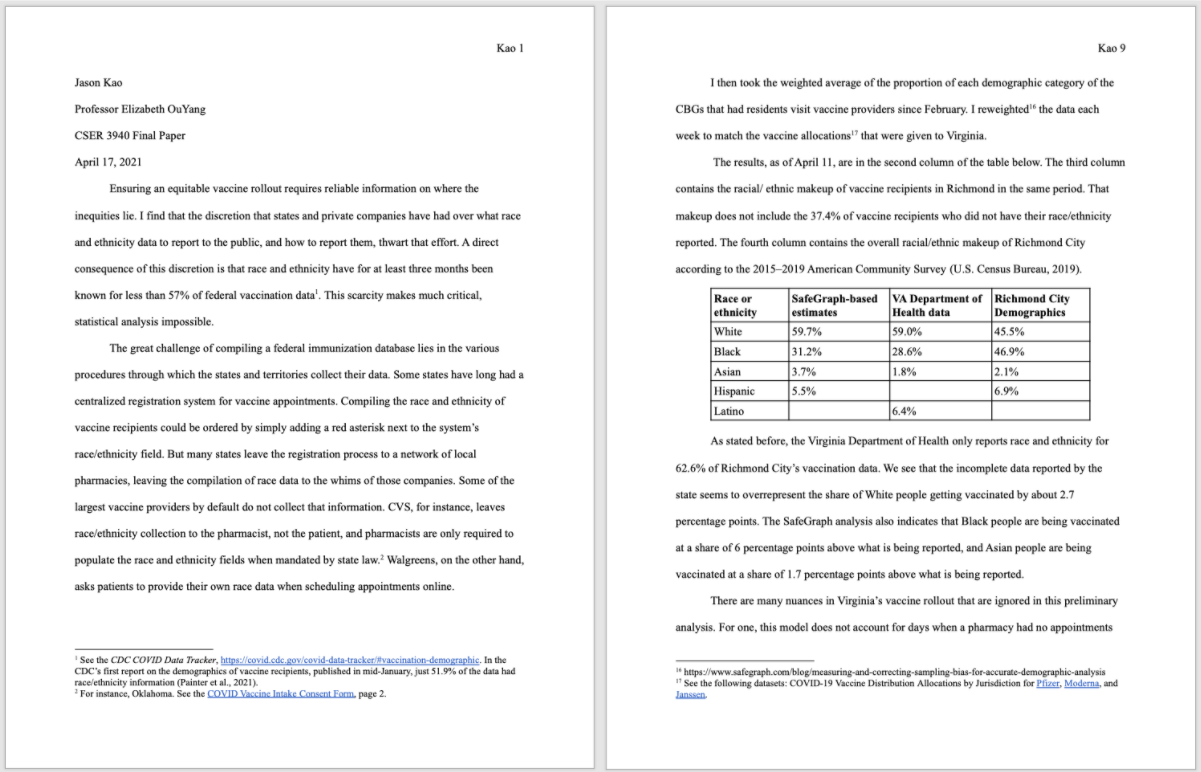 Kao 1
Jason Kao
Professor Elizabeth OuYang
CSER 3940 Final Paper
April 17, 2021
Ensuring an equitable vaccine rollout requires reliable information on where the
inequities lie. I find that the discretion that states and private companies have had over what race
and ethnicity data to report to the public, and how to report them, thwart that effort. A direct
consequence of this discretion is that race and ethnicity have for at least three months been
known for less than 57% of federal vaccination data¹. This scarcity makes much critical,
statistical analysis impossible.
The great challenge of compiling a federal immunization database lies in the various
procedures through which the states and territories collect their data. Some states have long had a
centralized registration system for vaccine appointments. Compiling the race and ethnicity of
vaccine recipients could be ordered by simply adding a red asterisk next to the system's
race/ethnicity field. But many states leave the registration process to a network of local
pharmacies, leaving the compilation of race data to the whims of those companies. Some of the
largest vaccine providers by default do not collect that information. CVS, for instance, leaves
race/ethnicity collection to the pharmacist, not the patient, and pharmacists are only required to
populate the race and ethnicity fields when mandated by state law.² Walgreens, on the other hand,
asks patients to provide their own race data when scheduling appointments online.
¹ See the CDC COVID Data Tracker, https://covid.cdc.gov/covid-data-tracker/#vaccination-demographic. In the
CDC's first report on the demographics of vaccine recipients, published in mid-January, just 51.9% of the data had
race/ethnicity information (Painter et al., 2021).
² For instance, Oklahoma. See the COVID Vaccine Intake Consent Form, page 2.
Kao 9
I then took the weighted average of the proportion of each demographic category of the
CBGs that had residents visit vaccine providers since February. I reweighted¹⁶ the data each
week to match the vaccine allocations¹⁷ that were given to Virginia.
The results, as of April 11, are in the second column of the table below. The third column
contains the racial/ ethnic makeup of vaccine recipients in Richmond in the same period. That
makeup does not include the 37.4% of vaccine recipients who did not have their race/ethnicity
reported. The fourth column contains the overall racial/ethnic makeup of Richmond City
according to the 2015–2019 American Community Survey (U.S. Census Bureau, 2019).
Race or ethnicity SafeGraph-based estimates VA Department of Health data Richmond City Demographics
White 59.7% 59.0% 45.5%
Black 31.2% 28.6% 46.9%
Asian 3.7% 1.8% 2.1%
Hispanic 5.5% 6.9%
Latino 6.4%
As stated before, the Virginia Department of Health only reports race and ethnicity for
62.6% of Richmond City's vaccination data. We see that the incomplete data reported by the
state seems to overrepresent the share of White people getting vaccinated by about 2.7
percentage points. The SafeGraph analysis also indicates that Black people are being vaccinated
at a share of 6 percentage points above what is being reported, and Asian people are being
vaccinated at a share of 1.7 percentage points above what is being reported.
There are many nuances in Virginia's vaccine rollout that are ignored in this preliminary
analysis. For one, this model does not account for days when a pharmacy had no appointments
¹⁶ https://www.safegraph.com/blog/measuring-and-correcting-sampling-bias-for-accurate-demographic-analysis
¹⁷ See the following datasets: COVID-19 Vaccine Distribution Allocations by Jurisdiction for Pfizer, Moderna, and
Janssen.